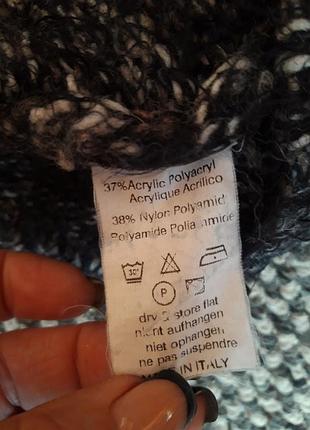 37%Acrylic Polyacryl
Acrylique Acrilico
38% Nylon Polyamid
Polyamide Poliammide
30°
P
dry & store flat
nicht aufhangen
niet ophangen
ne pas suspendre
MADE IN ITALY